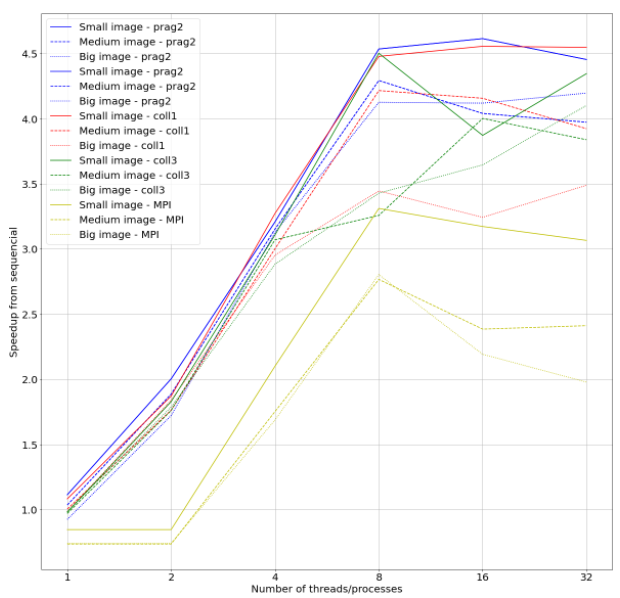 Small image - prag2
Medium image - prag2
Big image - prag2
Small image - prag2
Medium image - prag2
Big image - prag2
Small image - coll1
Medium image - coll1
Big image - coll1
Small image - coll3
Medium image - coll3
Big image - coll3
Small image - MPI
Medium image - MPI
Big image - MPI
Speedup from sequencial
4.5
4.0
3.5
3.0
2.5
2.0
1.5
1.0
1 2 4 8 16 32
Number of threads/processes